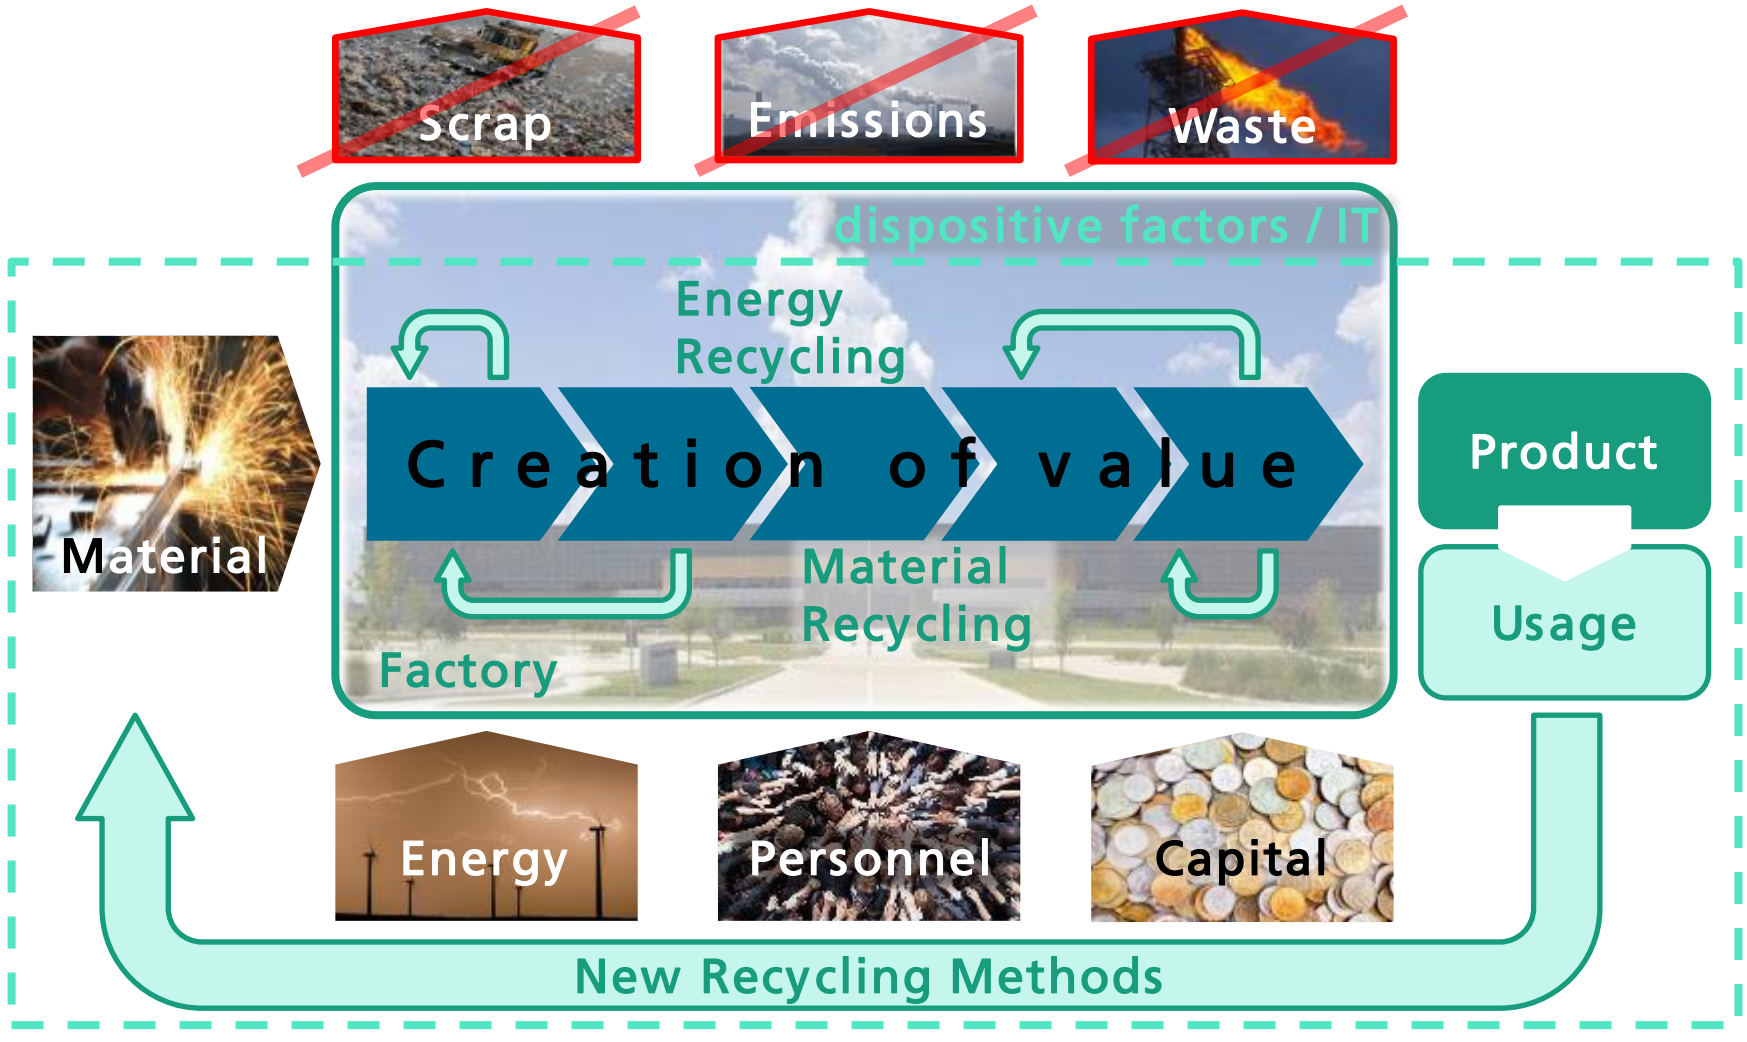 Scrap
Emissions
Waste
dispositive factors / IT
Energy
Recycling
Creation of value
Material
Product
Material
Recycling
Usage
Factory
Energy
Personnel
Capital
New Recycling Methods